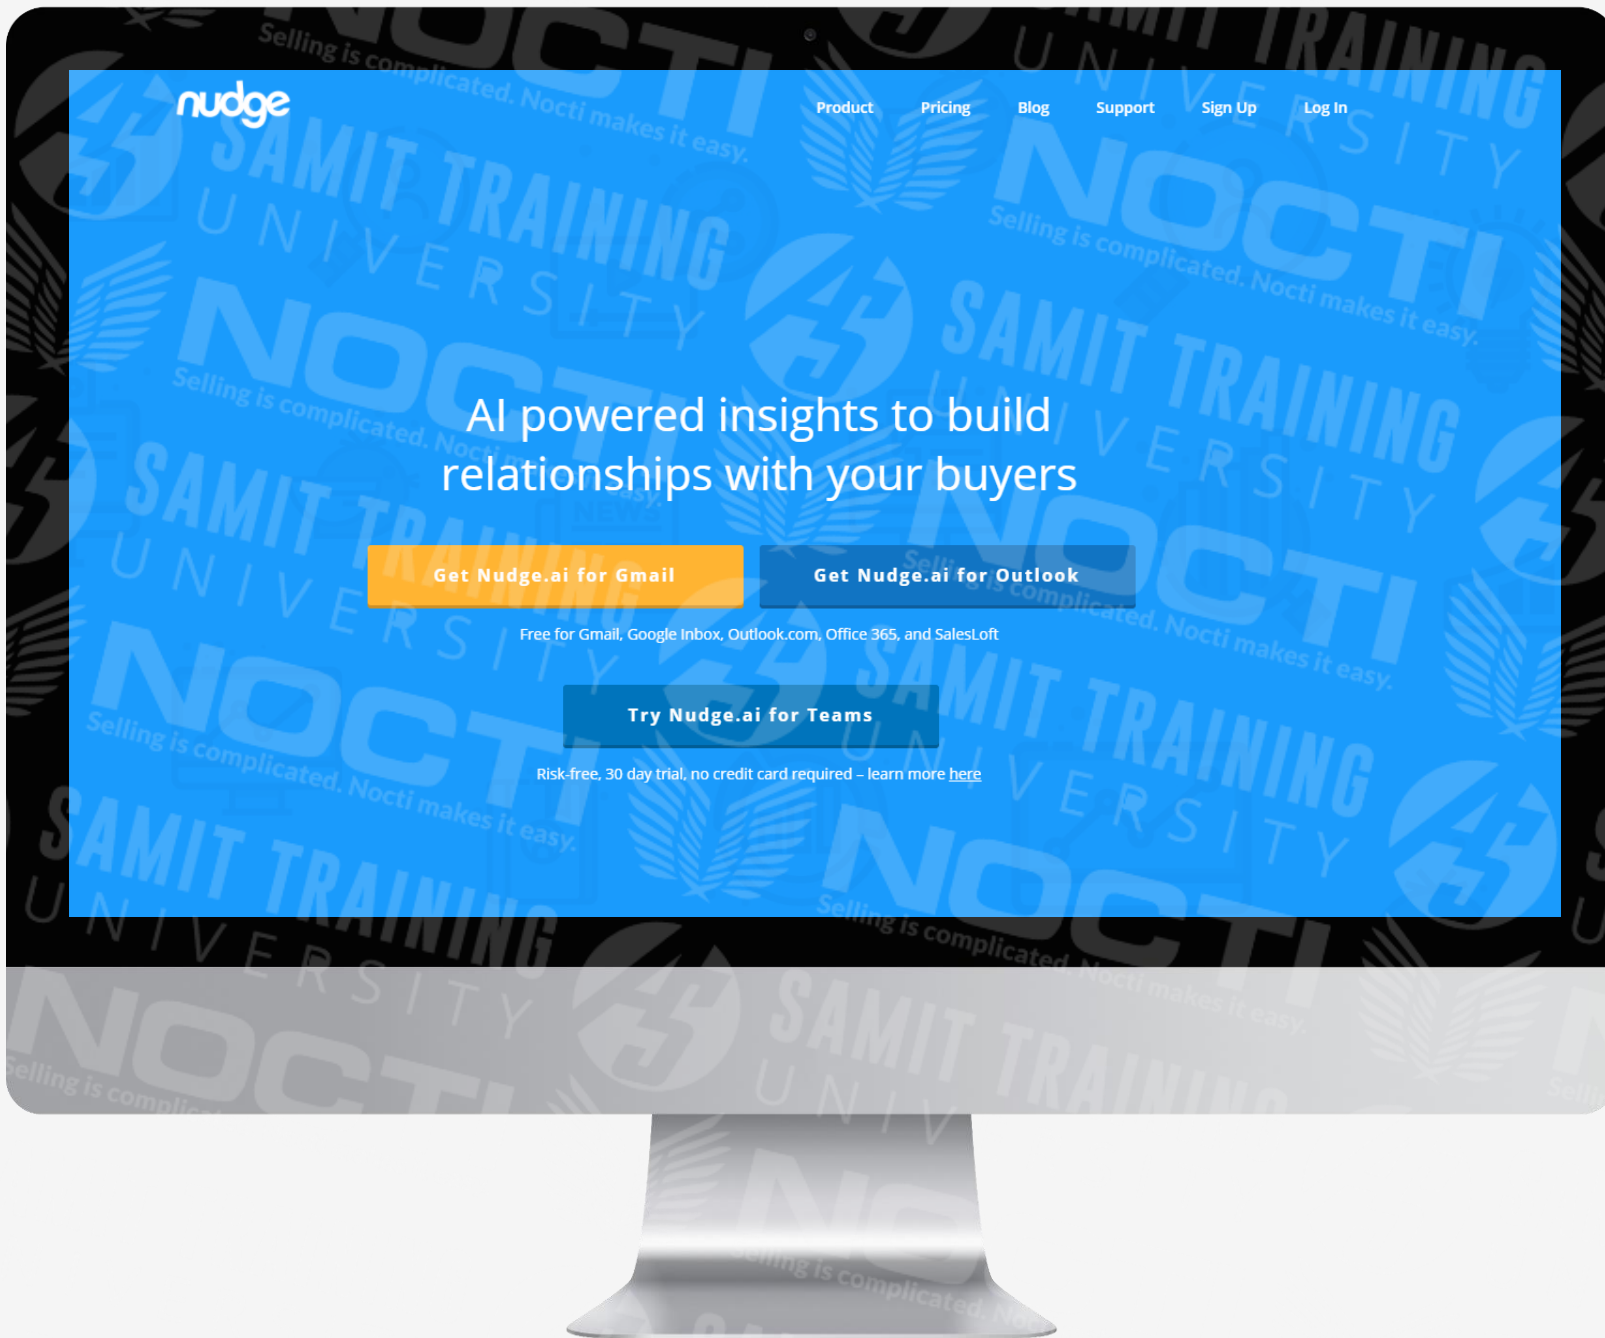 nudge
Product Pricing Blog Support Sign Up Log In
AI powered insights to build
relationships with your buyers
Get Nudge.ai for Gmail
Get Nudge.ai for Outlook
Free for Gmail, Google Inbox, Outlook.com, Office 365, and SalesLoft
Try Nudge.ai for Teams
Risk-free, 30 day trial, no credit card required – learn more here
NEWS
SAMIT TRAINING
UNIVERSITY
NOCTI
Selling is complicated. Nocti makes it easy.